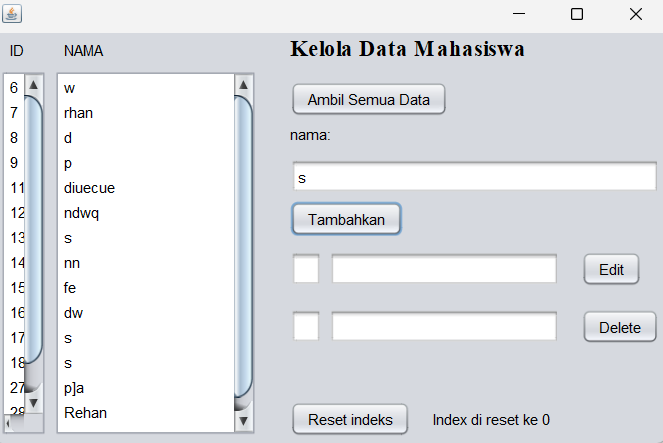 ID NAMA
6 w
7 rhan
8 d
9 p
11 diuecue
12 ndwq
13 s
14 nn
15 fe
16 dw
17 s
18 s
27 p]a
28 Rehan
Kelola Data Mahasiswa
Ambil Semua Data
nama:
s
Tambahkan
Edit
Delete
Reset indeks Index di reset ke 0